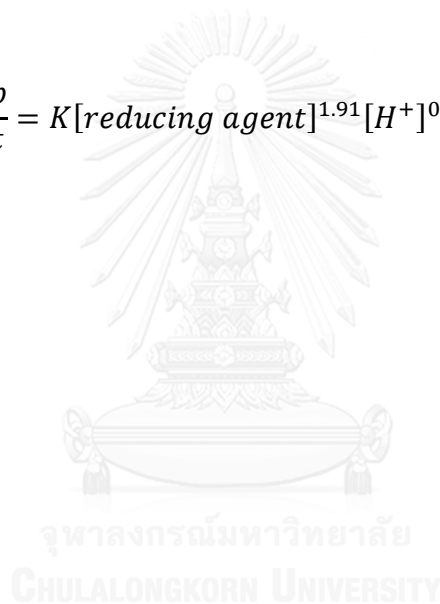 = K[reducing agent]^{1.91}[H^+]^0
จุฬาลงกรณ์มหาวิทยาลัย
CHULALONGKORN UNIVERSITY